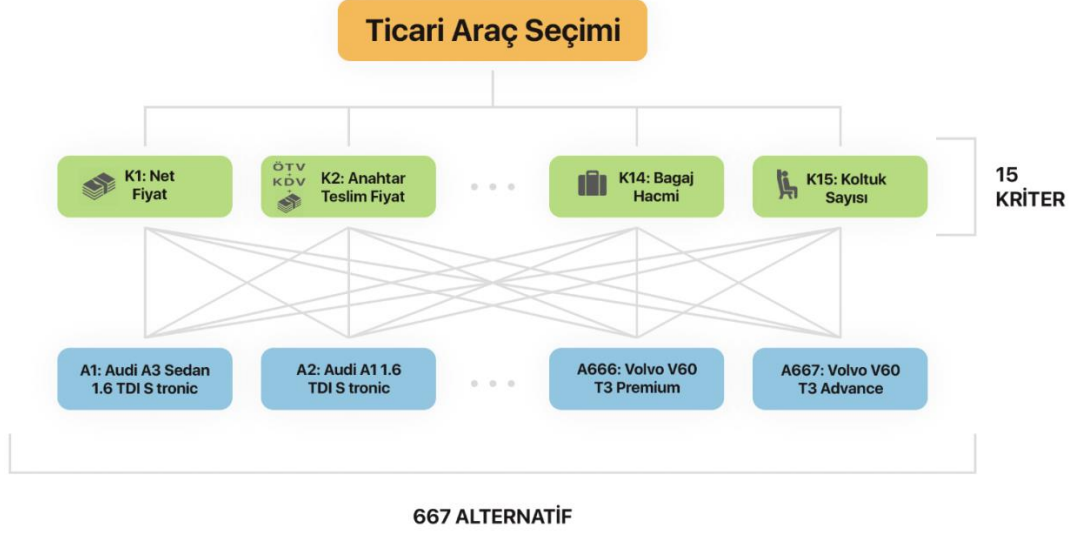 Ticari Araç Seçimi
K1: Net
Fiyat
ÖTV
+
KDV
+
K2: Anahtar
Teslim Fiyat
K14: Bagaj
Hacmi
K15: Koltuk
Sayısı
15
KRİTER
A1: Audi A3 Sedan
1.6 TDI S tronic
A2: Audi A1 1.6
TDI S tronic
A666: Volvo V60
T3 Premium
A667: Volvo V60
T3 Advance
667 ALTERNATİF